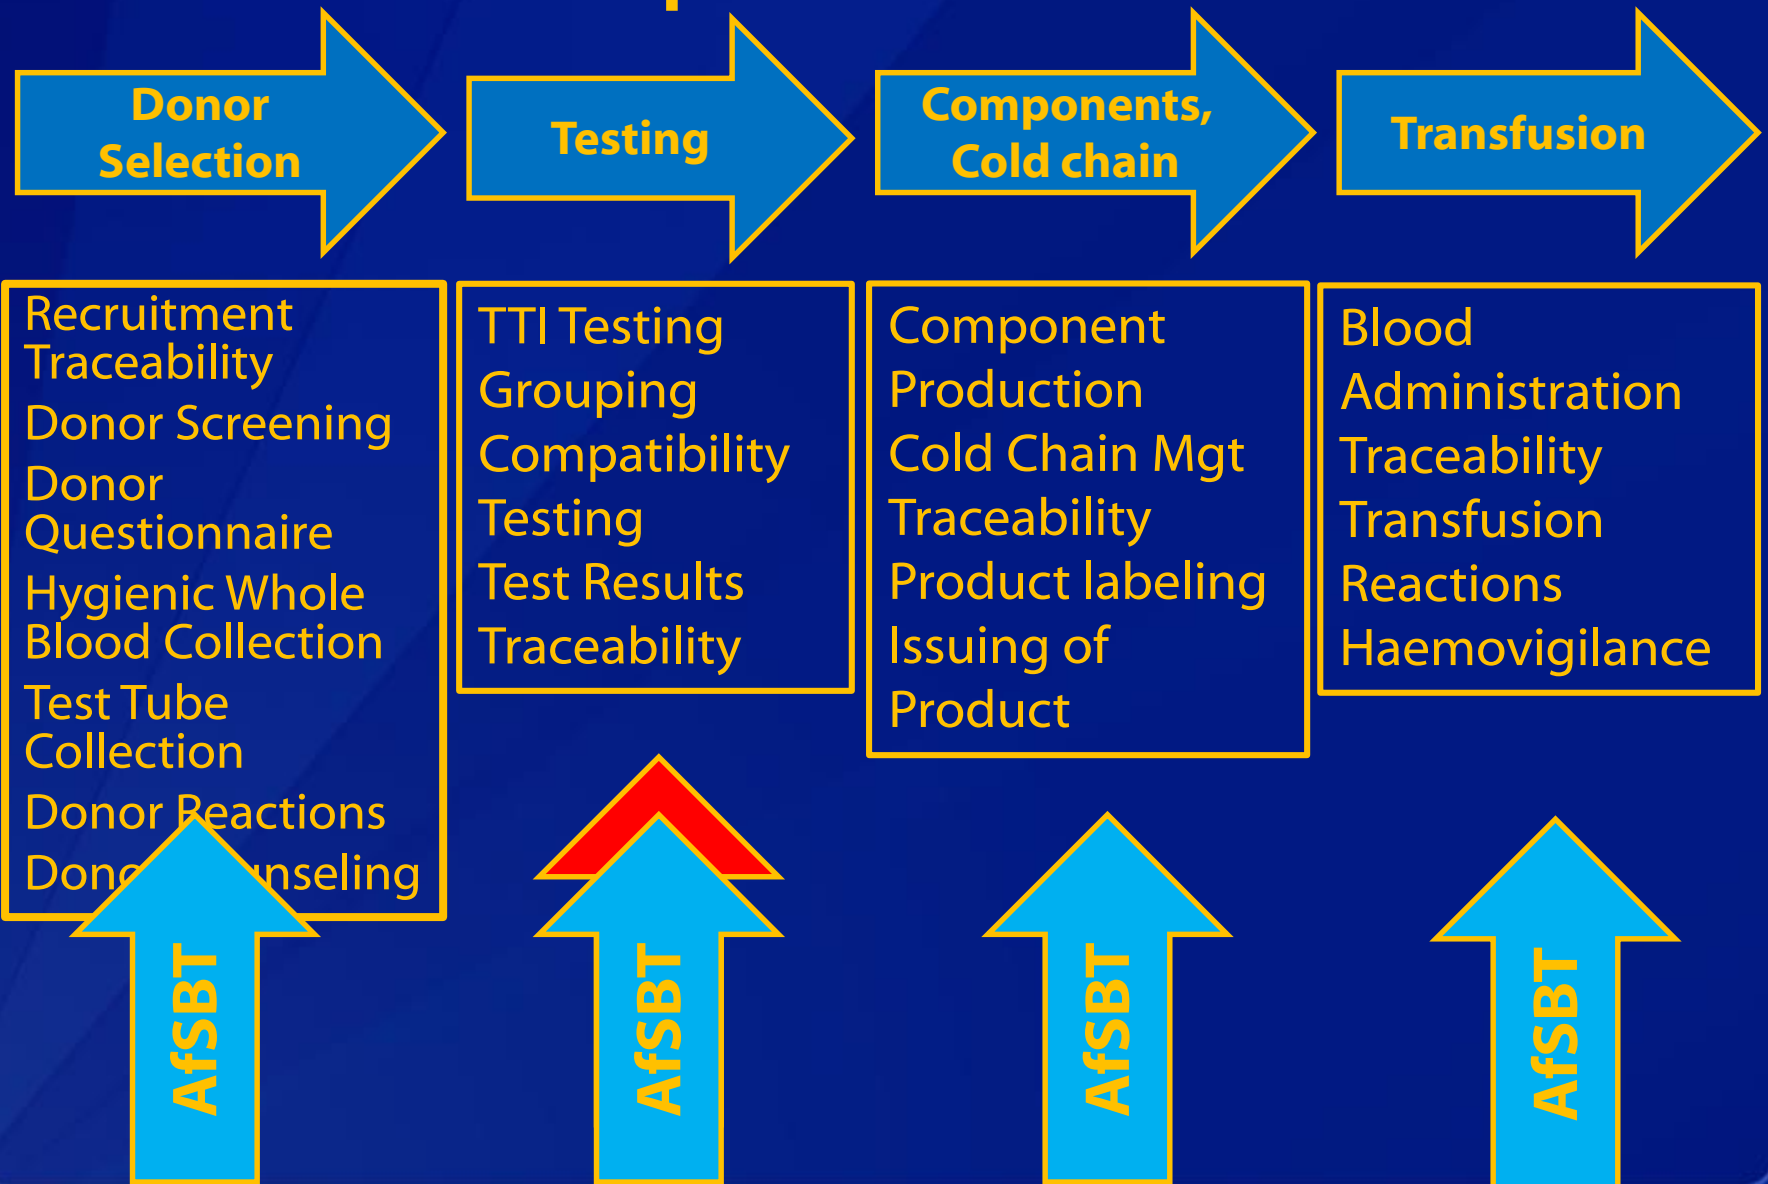 Donor
Selection
Testing
Components,
Cold chain
Transfusion
Recruitment
Traceability
Donor Screening
Donor
Questionnaire
Hygienic Whole
Blood Collection
Test Tube
Collection
Donor Reactions
TTI Testing
Grouping
Compatibility
Testing
Test Results
Traceability
Component
Production
Cold Chain Mgt
Traceability
Product labeling
Issuing of
Product
Blood
Administration
Traceability
Transfusion
Reactions
Haemovigilance
AfSBT
AfSBT
AfSBT
AfSBT